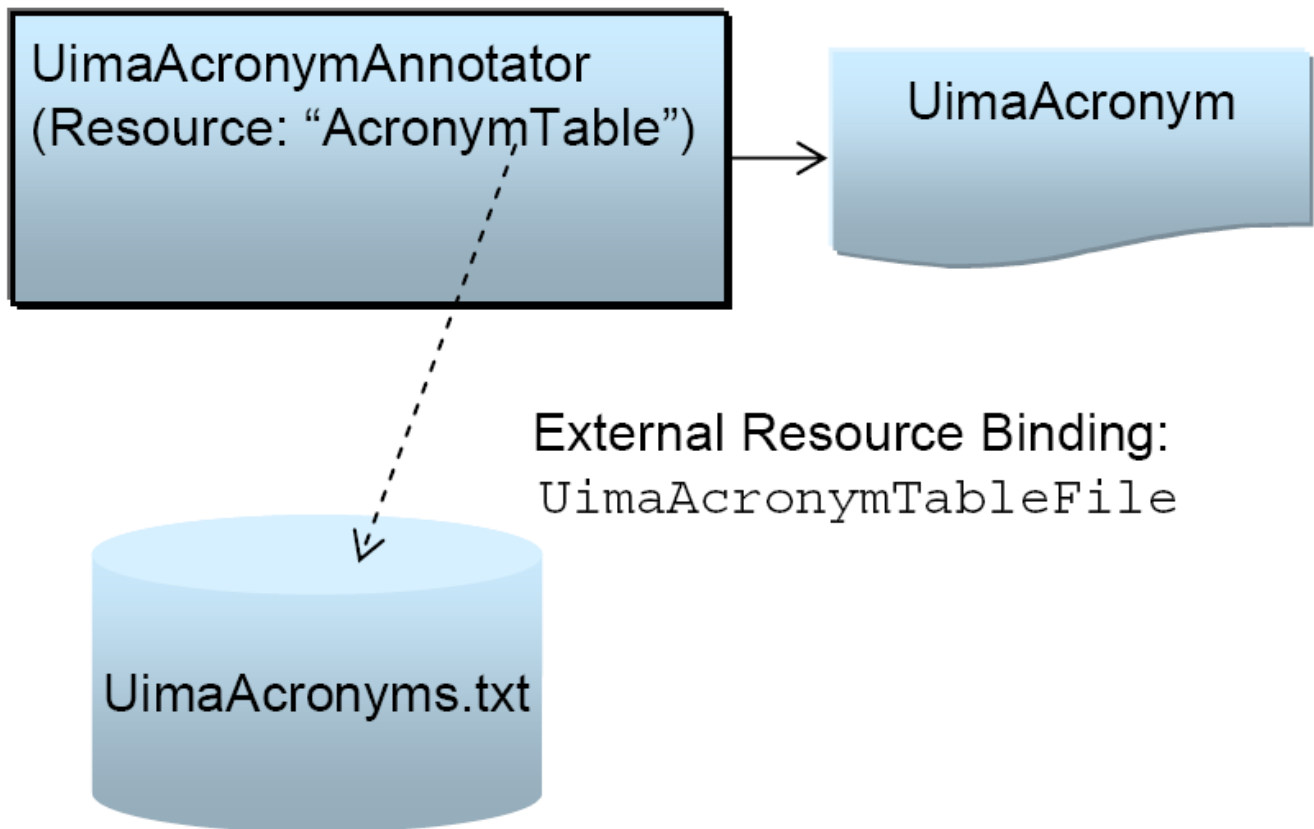 UimaAcronymAnnotator
(Resource: “AcronymTable”)
UimaAcronym
External Resource Binding:
UimaAcronymTableFile
UimaAcronyms.txt